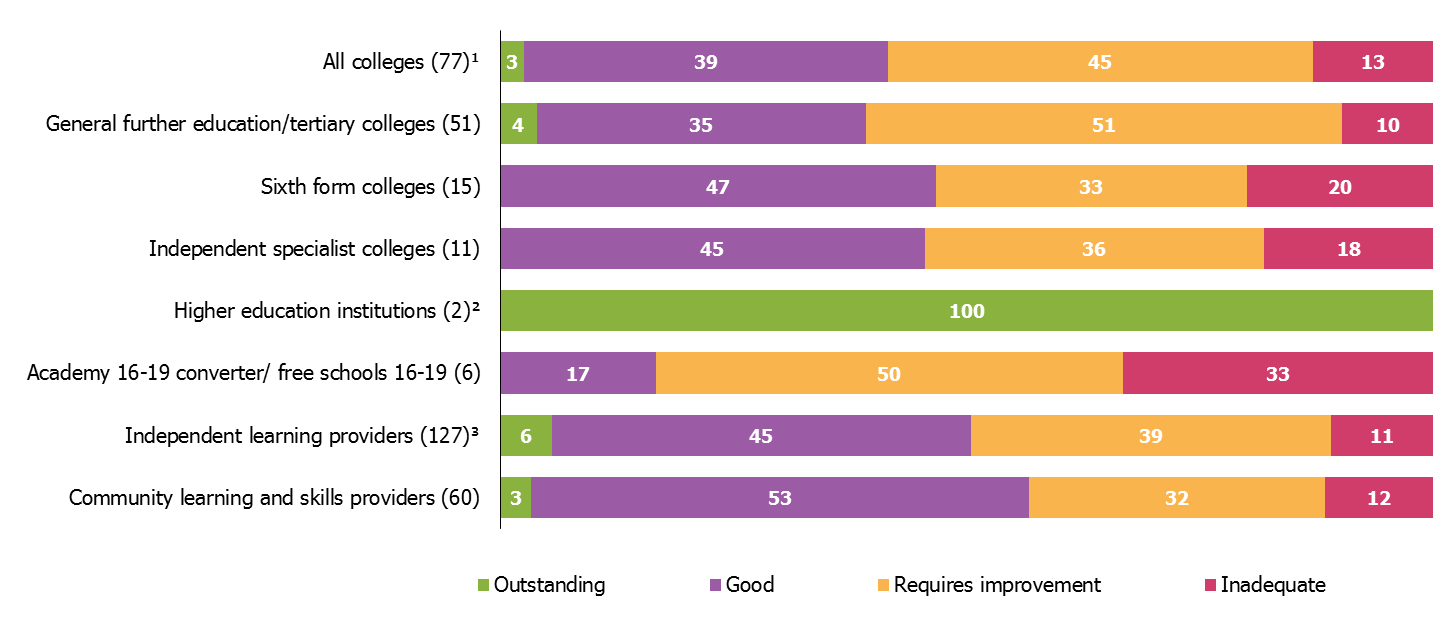 All colleges (77)¹ 3 39 45 13
General further education/tertiary colleges (51) 4 35 51 10
Sixth form colleges (15) 47 33 20
Independent specialist colleges (11) 45 36 18
Higher education institutions (2)² 100
Academy 16-19 converter/ free schools 16-19 (6) 17 50 33
Independent learning providers (127)³ 6 45 39 11
Community learning and skills providers (60) 3 53 32 12
Outstanding Good Requires improvement Inadequate